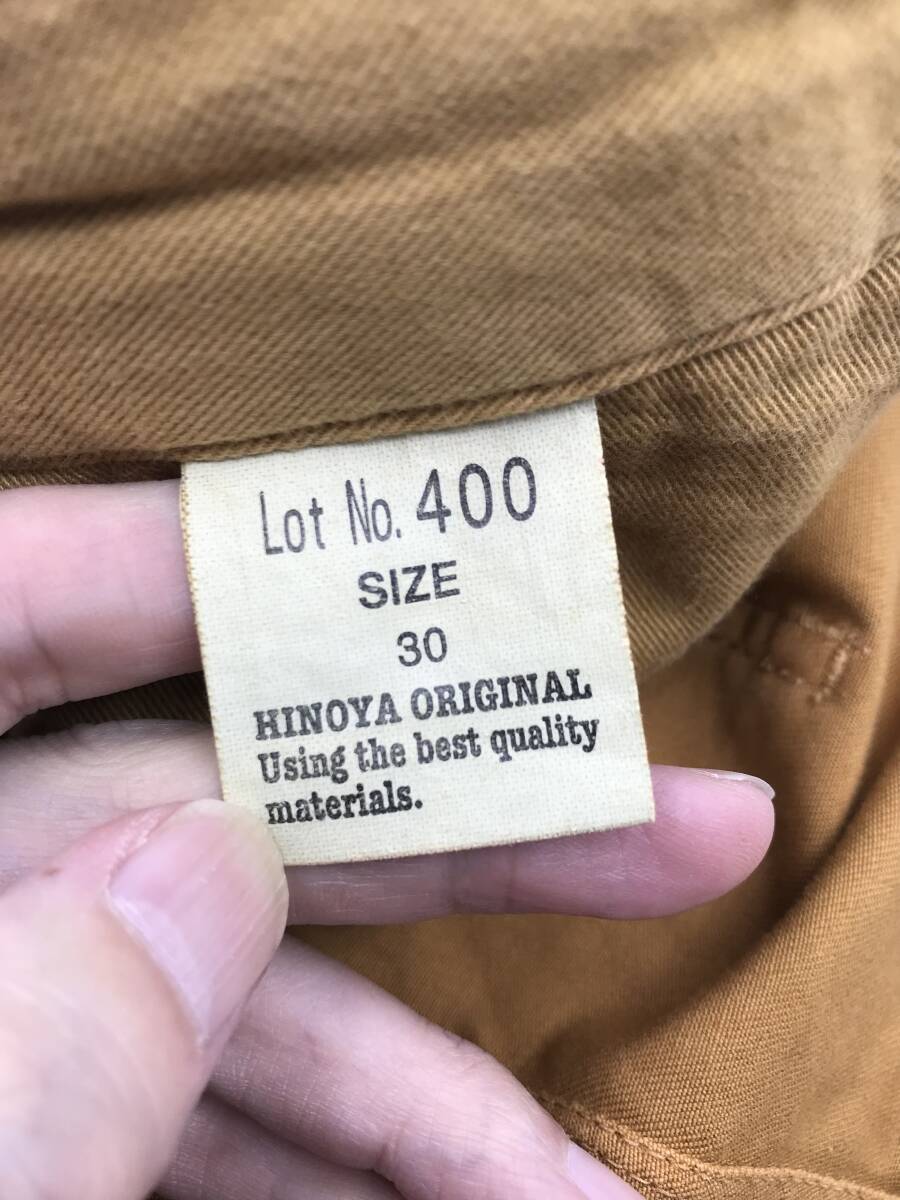 Lot No. 400
SIZE
30
HINOYA ORIGINAL
Using the best quality
materials.